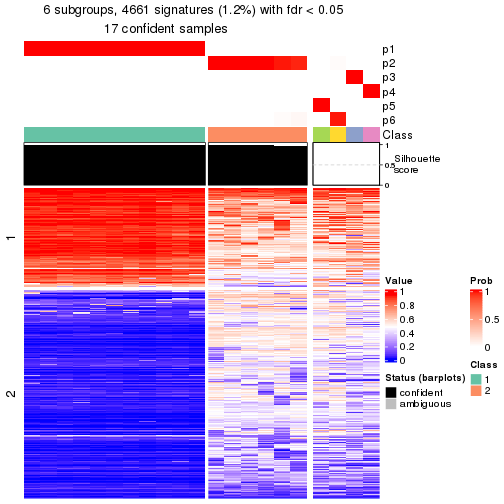 6 subgroups, 4661 signatures (1.2%) with fdr < 0.05
17 confident samples
p1
p2
p3
p4
p5
p6
Class
1
0.5
0
Silhouette
score
1
2
Value
1
0.8
0.6
0.4
0.2
0
Prob
1
0.5
0
Status (barplots)
confident
ambiguous
Class
1
2